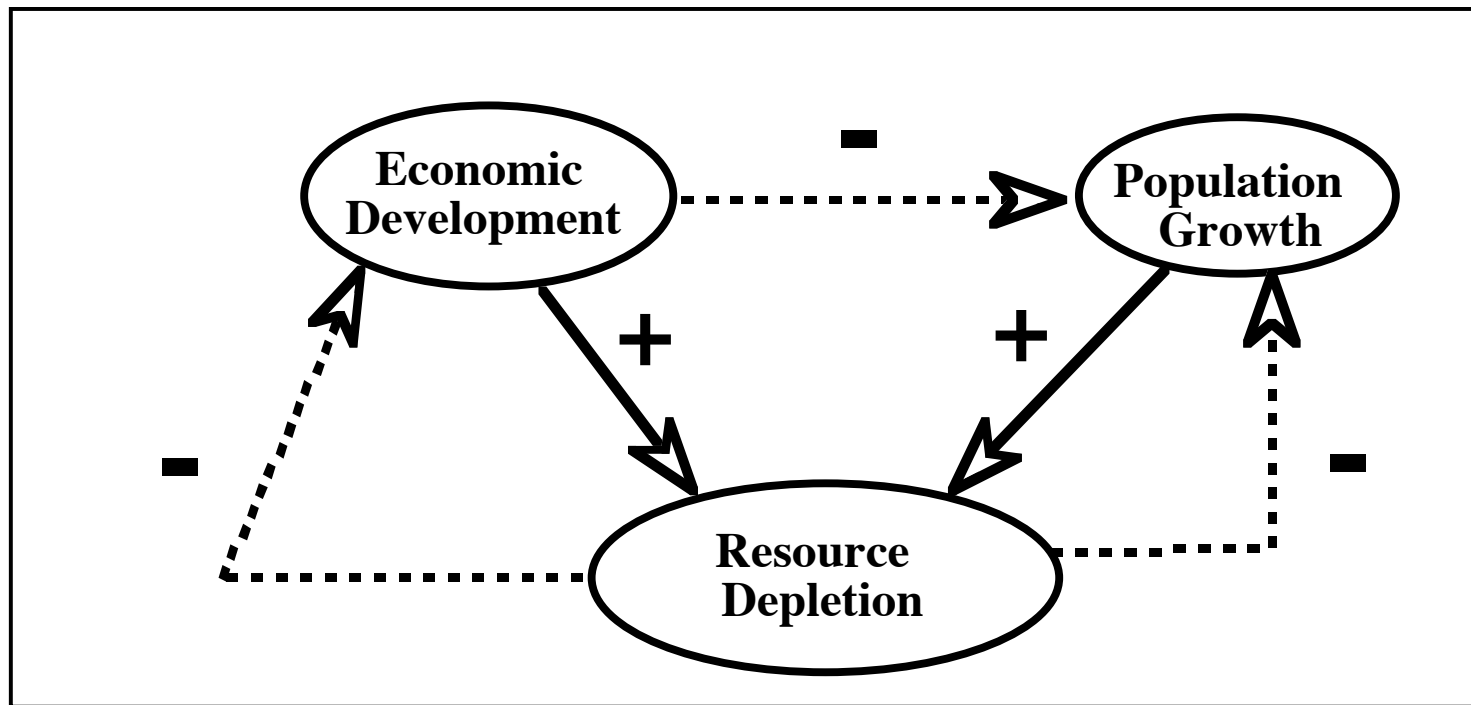 Economic
Development
-
Population
Growth
+
+
-
-
Resource
Depletion